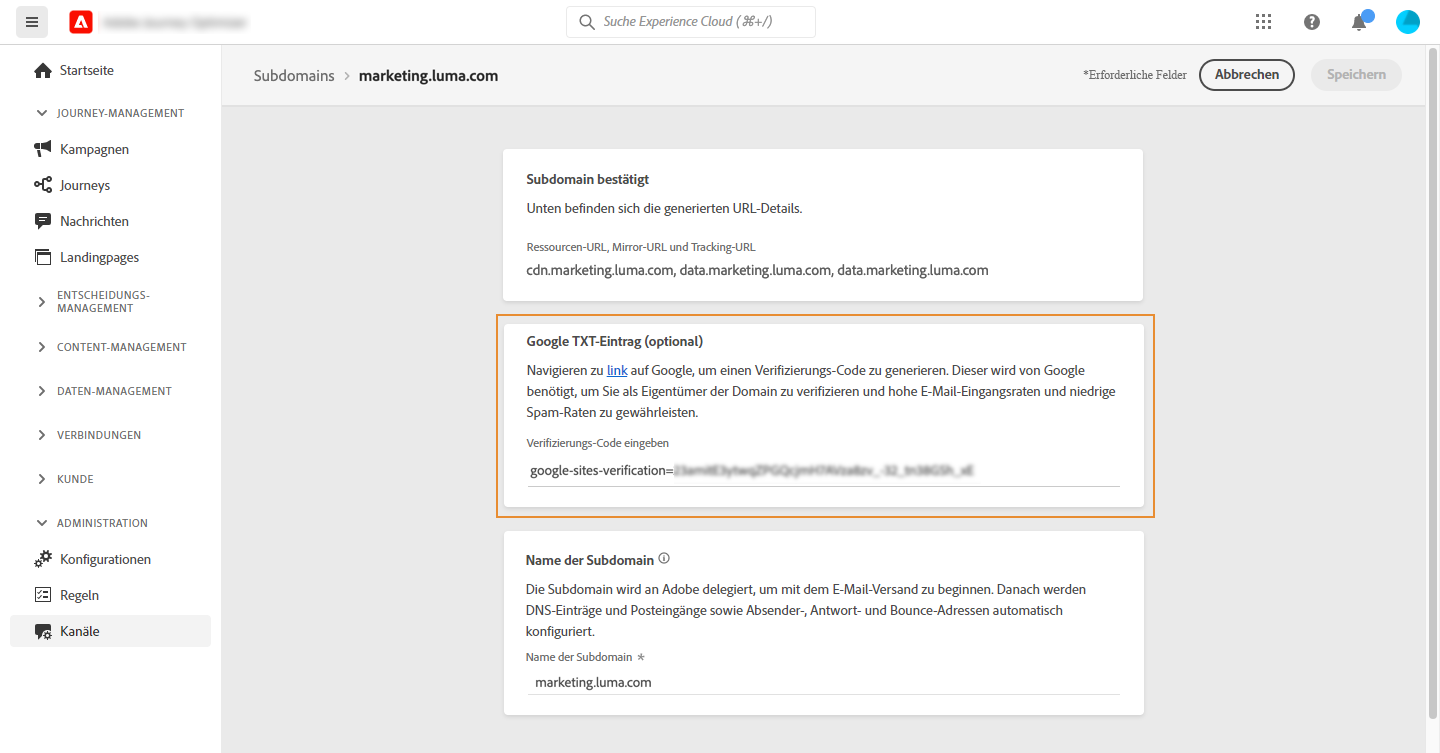 Suche Experience Cloud (⌘+/)
Startseite
JOURNEY-MANAGEMENT
Kampagnen
Journeys
Nachrichten
Landingpages
ENTSCHEIDUNGS-
MANAGEMENT
CONTENT-MANAGEMENT
DATEN-MANAGEMENT
VERBINDUNGEN
KUNDE
ADMINISTRATION
Konfigurationen
Regeln
Kanäle
Subdomains > marketing.luma.com
*Erforderliche Felder
Abbrechen
Speichern
Subdomain bestätigt
Unten befinden sich die generierten URL-Details.
Ressourcen-URL, Mirror-URL und Tracking-URL
cdn.marketing.luma.com, data.marketing.luma.com, data.marketing.luma.com
Google TXT-Eintrag (optional)
Navigieren zu link auf Google, um einen Verifizierungs-Code zu generieren. Dieser wird von Google
benötigt, um Sie als Eigentümer der Domain zu verifizieren und hohe E-Mail-Eingangsraten und niedrige
Spam-Raten zu gewährleisten.
Verifizierungs-Code eingeben
google-sites-verification=
Name der Subdomain
Die Subdomain wird an Adobe delegiert, um mit dem E-Mail-Versand zu beginnen. Danach werden
DNS-Einträge und Posteingänge sowie Absender-, Antwort- und Bounce-Adressen automatisch
konfiguriert.
Name der Subdomain *
marketing.luma.com